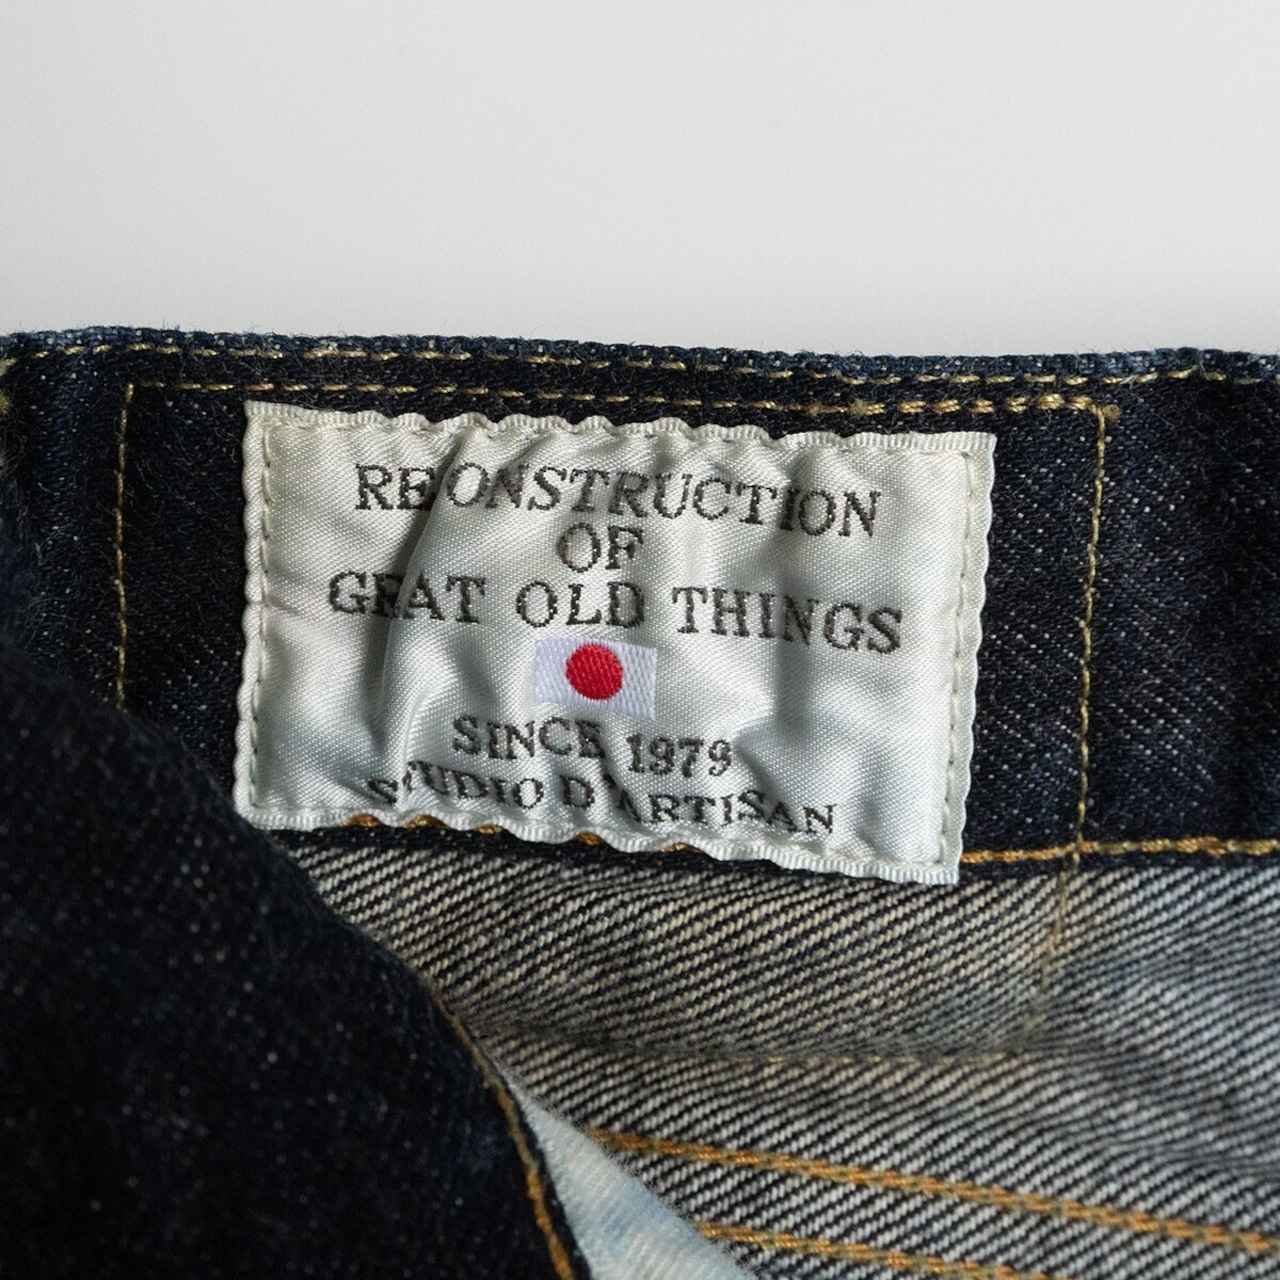 RECONSTRUCTION
OF
GREAT OLD THINGS
SINCE 1979
STUDIO D'ARTISAN